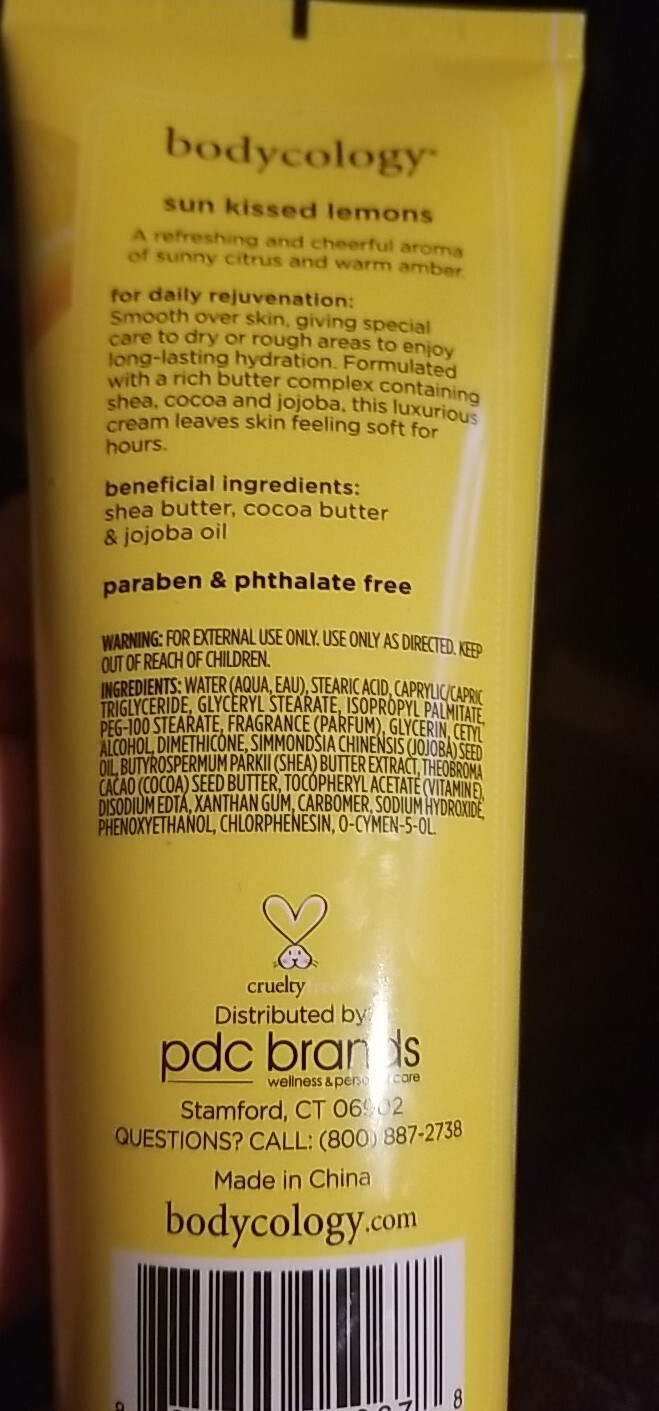 bodycology™
sun kissed lemons
A refreshing and cheerful aroma
of sunny citrus and warm amber
for daily rejuvenation:
Smooth over skin, giving special
care to dry or rough areas to enjoy
long-lasting hydration. Formulated
with a rich butter complex containing
shea, cocoa and jojoba, this luxurious
cream leaves skin feeling soft for
hours.
beneficial ingredients:
shea butter, cocoa butter
& jojoba oil
paraben & phthalate free
WARNING: FOR EXTERNAL USE ONLY. USE ONLY AS DIRECTED. KEEP
OUT OF REACH OF CHILDREN.
INGREDIENTS: WATER (AQUA, EAU), STEARIC ACID, CAPRYLIC/CAPRIC
TRIGLYCERIDE, GLYCERYL STEARATE, ISOPROPYL PALMITATE,
PEG-100 STEARATE, FRAGRANCE (PARFUM), GLYCERIN, CETYL
ALCOHOL, DIMETHICONE, SIMMONDSIA CHINENSIS (JOJOBA) SEED
OIL, BUTYROSPERMUM PARKII (SHEA) BUTTER EXTRACT, THEOBROMA
CACAO (COCOA) SEED BUTTER, TOCOPHERYL ACETATE (VITAMIN E),
DISODIUM EDTA, XANTHAN GUM, CARBOMER, SODIUM HYDROXIDE,
PHENOXYETHANOL, CHLORPHENESIN, O-CYMEN-5-OL.
cruelty free
Distributed by
pdc brands
wellness & personal care
Stamford, CT 06902
QUESTIONS? CALL: (800) 887-2738
Made in China
bodycology.com
8